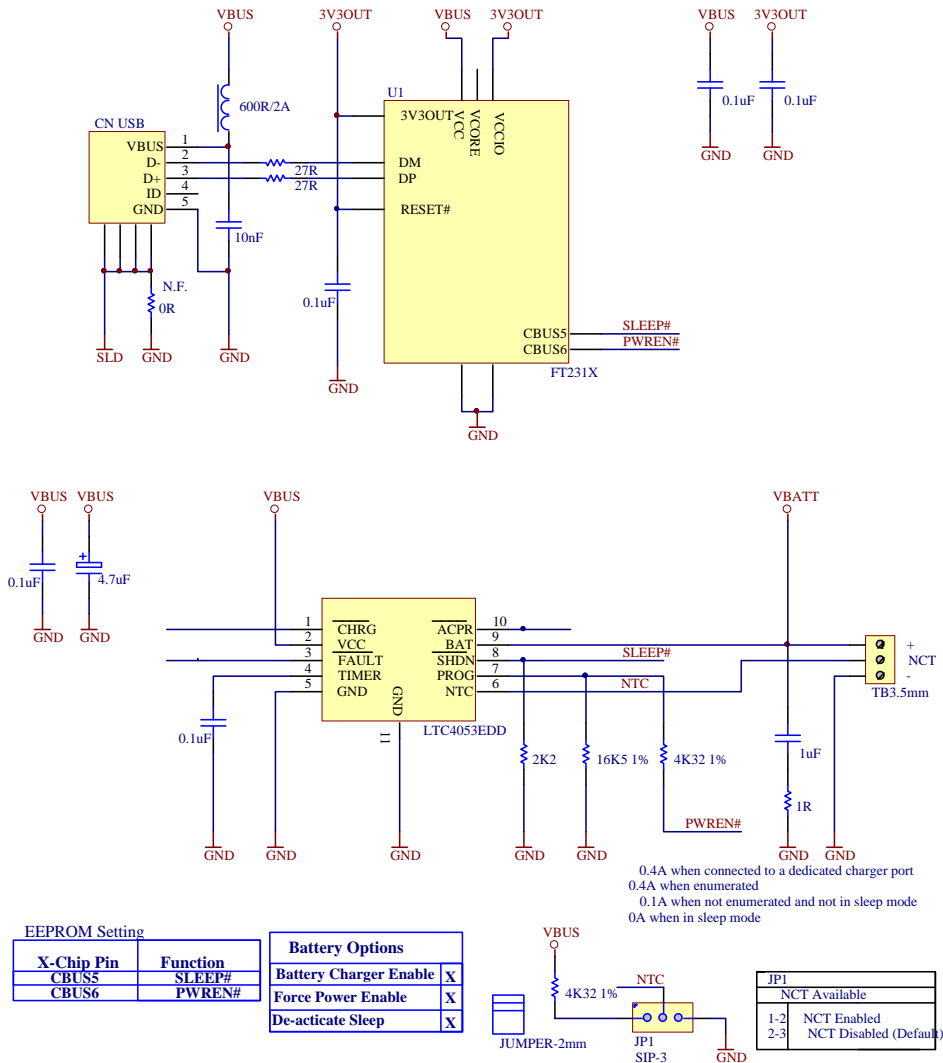 VBUS 3V3OUT VBUS 3V3OUT VBUS 3V3OUT
600R/2A
U1
3V3OUT
VCC
VCORE
VCCIO
0.1uF 0.1uF
GND GND
CN USB
VBUS 1
D- 2
D+ 3
ID 4
GND 5
27R
27R
DM
DP
RESET#
10nF
N.F.
0R
0.1uF
CBUS5 SLEEP#
CBUS6 PWREN#
SLD GND GND
GND
FT231X
GND
VBUS VBUS VBUS VBATT
0.1uF 4.7uF
GND GND
1 CHRG ACPR 10
2 VCC BAT 9
3 FAULT SHDN 8 SLEEP#
4 TIMER PROG 7
5 GND NTC 6 NTC
GND
11
LTC4053EDD
+
NCT
-
TB3.5mm
0.1uF
2K2 16K5 1% 4K32 1% 1uF
1R
PWREN#
GND GND GND GND GND GND GND
0.4A when connected to a dedicated charger port
0.4A when enumerated
0.1A when not enumerated and not in sleep mode
0A when in sleep mode
EEPROM Setting
X-Chip Pin Function
CBUS5 SLEEP#
CBUS6 PWREN#
Battery Options
Battery Charger Enable X
Force Power Enable X
De-acticate Sleep X
VBUS
4K32 1%
NTC
JUMPER-2mm
JP1
SIP-3
GND
JP1
NCT Available
1-2 NCT Enabled
2-3 NCT Disabled (Default)